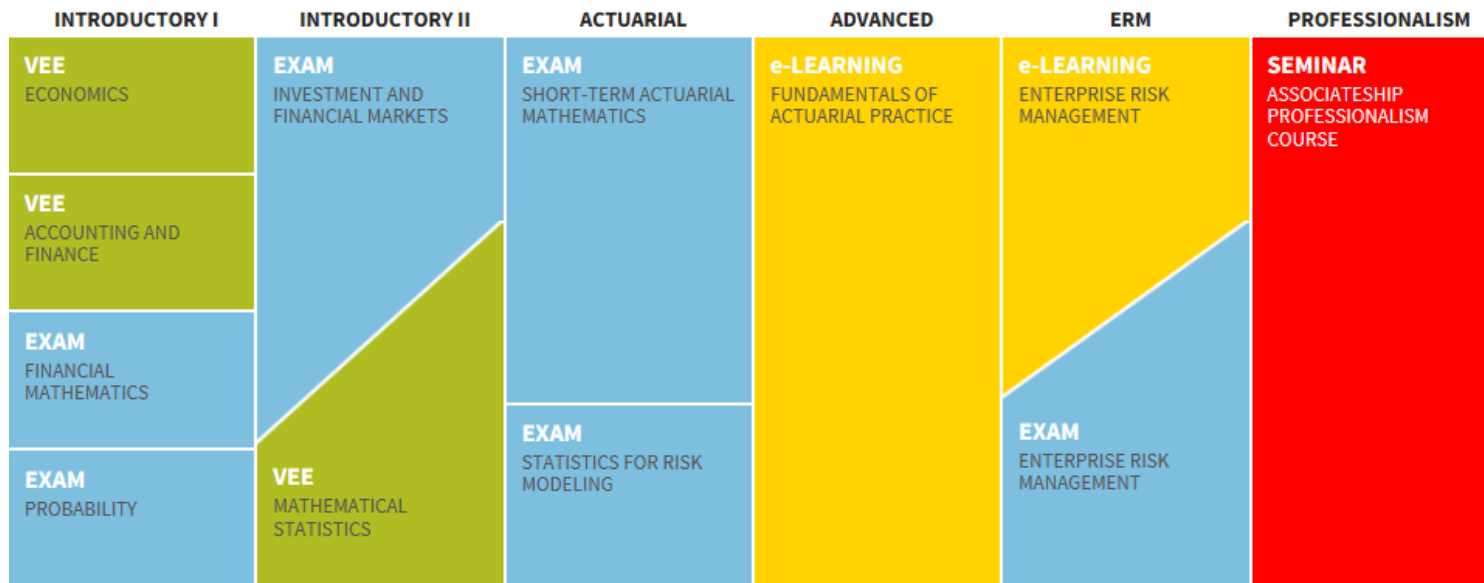 INTRODUCTORY I
INTRODUCTORY II
ACTUARIAL
ADVANCED
ERM
PROFESSIONALISM
VEE
ECONOMICS
VEE
ACCOUNTING AND
FINANCE
EXAM
FINANCIAL
MATHEMATICS
EXAM
PROBABILITY
EXAM
INVESTMENT AND
FINANCIAL MARKETS
VEE
MATHEMATICAL
STATISTICS
EXAM
SHORT-TERM ACTUARIAL
MATHEMATICS
EXAM
STATISTICS FOR RISK
MODELING
e-LEARNING
FUNDAMENTALS OF
ACTUARIAL PRACTICE
e-LEARNING
ENTERPRISE RISK
MANAGEMENT
EXAM
ENTERPRISE RISK
MANAGEMENT
SEMINAR
ASSOCIATESHIP
PROFESSIONALISM
COURSE